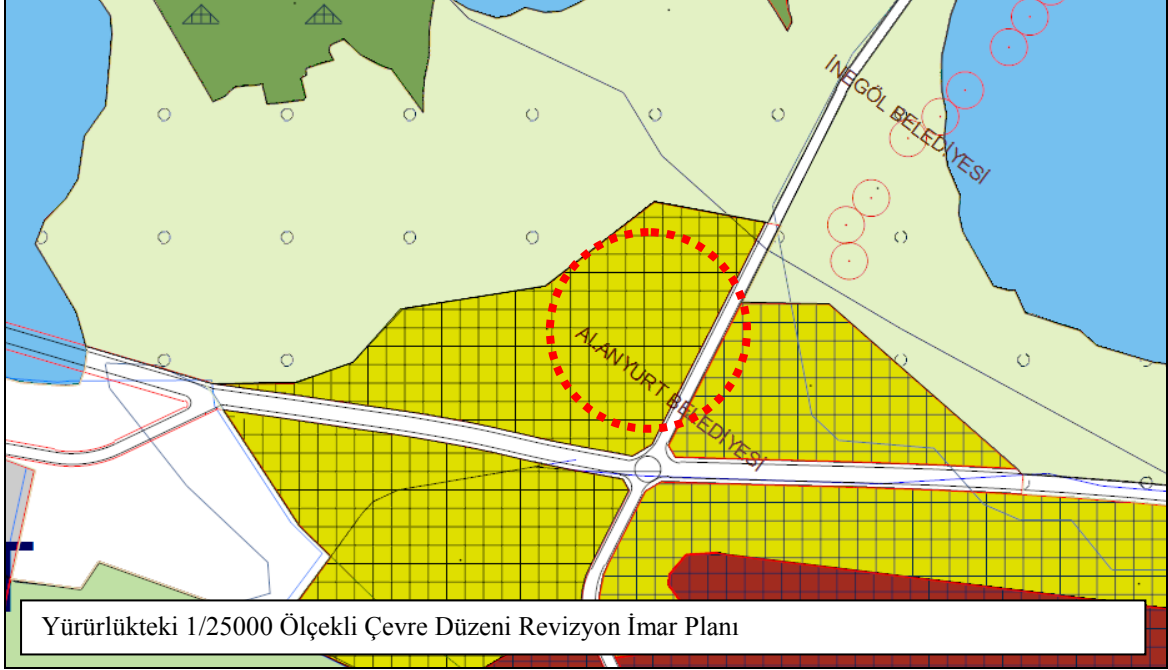 İNEGÖL BELEDİYESİ
ALANYURT BELEDİYESİ
Yürürlükteki 1/25000 Ölçekli Çevre Düzeni Revizyon İmar Planı